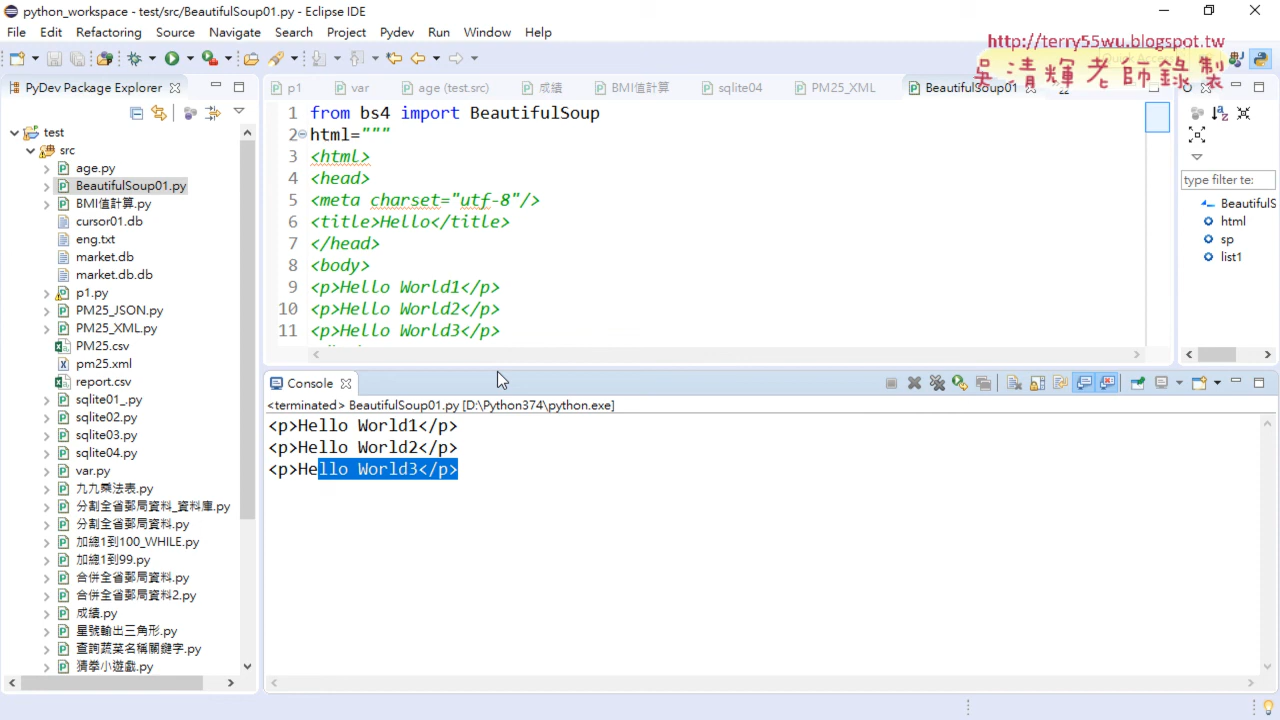 python_workspace - test/src/BeautifulSoup01.py - Eclipse IDE
File Edit Refactoring Source Navigate Search Project Pydev Run Window Help
http://terry55wu.blogspot.tw
吳清輝老師錄製
PyDev Package Explorer
p1 var age (test.src) 成績 BMI值計算 sqlite04 PM25_XML BeautifulSoup01
test
src
age.py
BeautifulSoup01.py
BMI值計算.py
cursor01.db
eng.txt
market.db
market.db.db
p1.py
PM25_JSON.py
PM25_XML.py
PM25.csv
pm25.xml
report.csv
sqlite01_.py
sqlite02.py
sqlite03.py
sqlite04.py
var.py
九九乘法表.py
分割全省郵局資料_資料庫.py
分割全省郵局資料.py
加總1到100_WHILE.py
加總1到99.py
合併全省郵局資料.py
合併全省郵局資料2.py
成績.py
星號輸出三角形.py
查詢蔬菜名稱關鍵字.py
猜拳小遊戲.py
1 from bs4 import BeautifulSoup
2 html="""
3 <html>
4 <head>
5 <meta charset="utf-8"/>
6 <title>Hello</title>
7 </head>
8 <body>
9 <p>Hello World1</p>
10 <p>Hello World2</p>
11 <p>Hello World3</p>
type filter te:
BeautifulS
html
sp
list1
Console
<terminated> BeautifulSoup01.py [D:\Python374\python.exe]
<p>Hello World1</p>
<p>Hello World2</p>
<p>Hello World3</p>